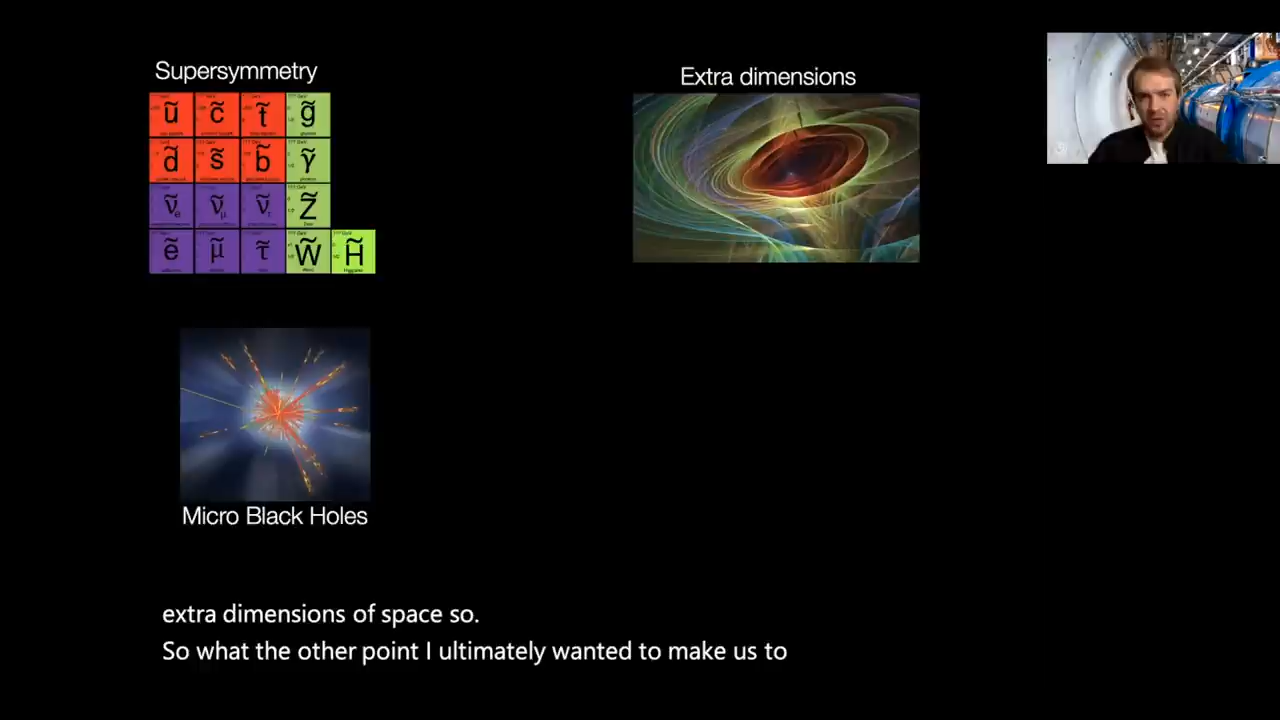 Supersymmetry
Extra dimensions
ũ c̃ t̃ g̃
d̃ s̃ b̃ γ̃
ν̃e ν̃μ ν̃τ Z̃
ẽ μ̃ τ̃ W̃ H̃
Micro Black Holes
extra dimensions of space so.
So what the other point I ultimately wanted to make us to